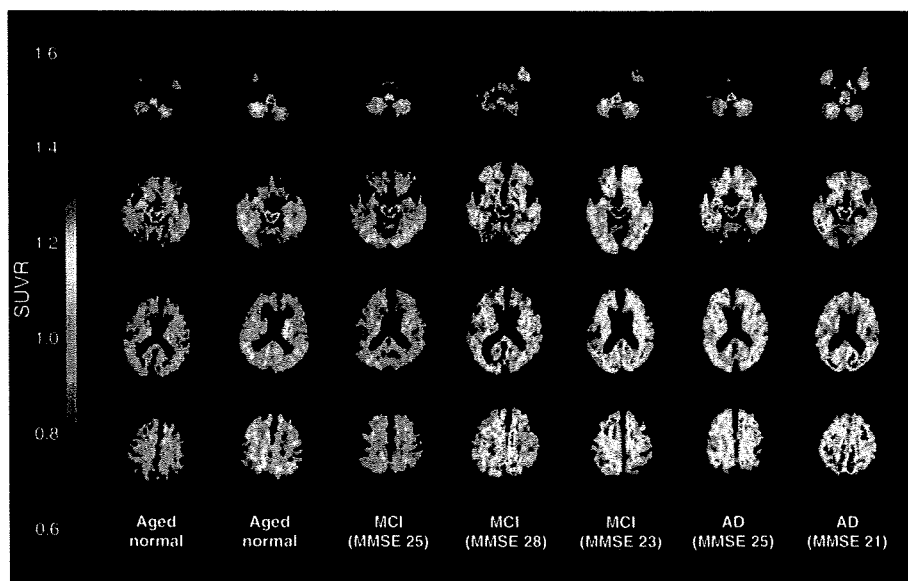 1.6
1.4
1.2
SUVR
1.0
0.8
0.6
Aged normal
Aged normal
MCI (MMSE 25)
MCI (MMSE 28)
MCI (MMSE 23)
AD (MMSE 25)
AD (MMSE 21)